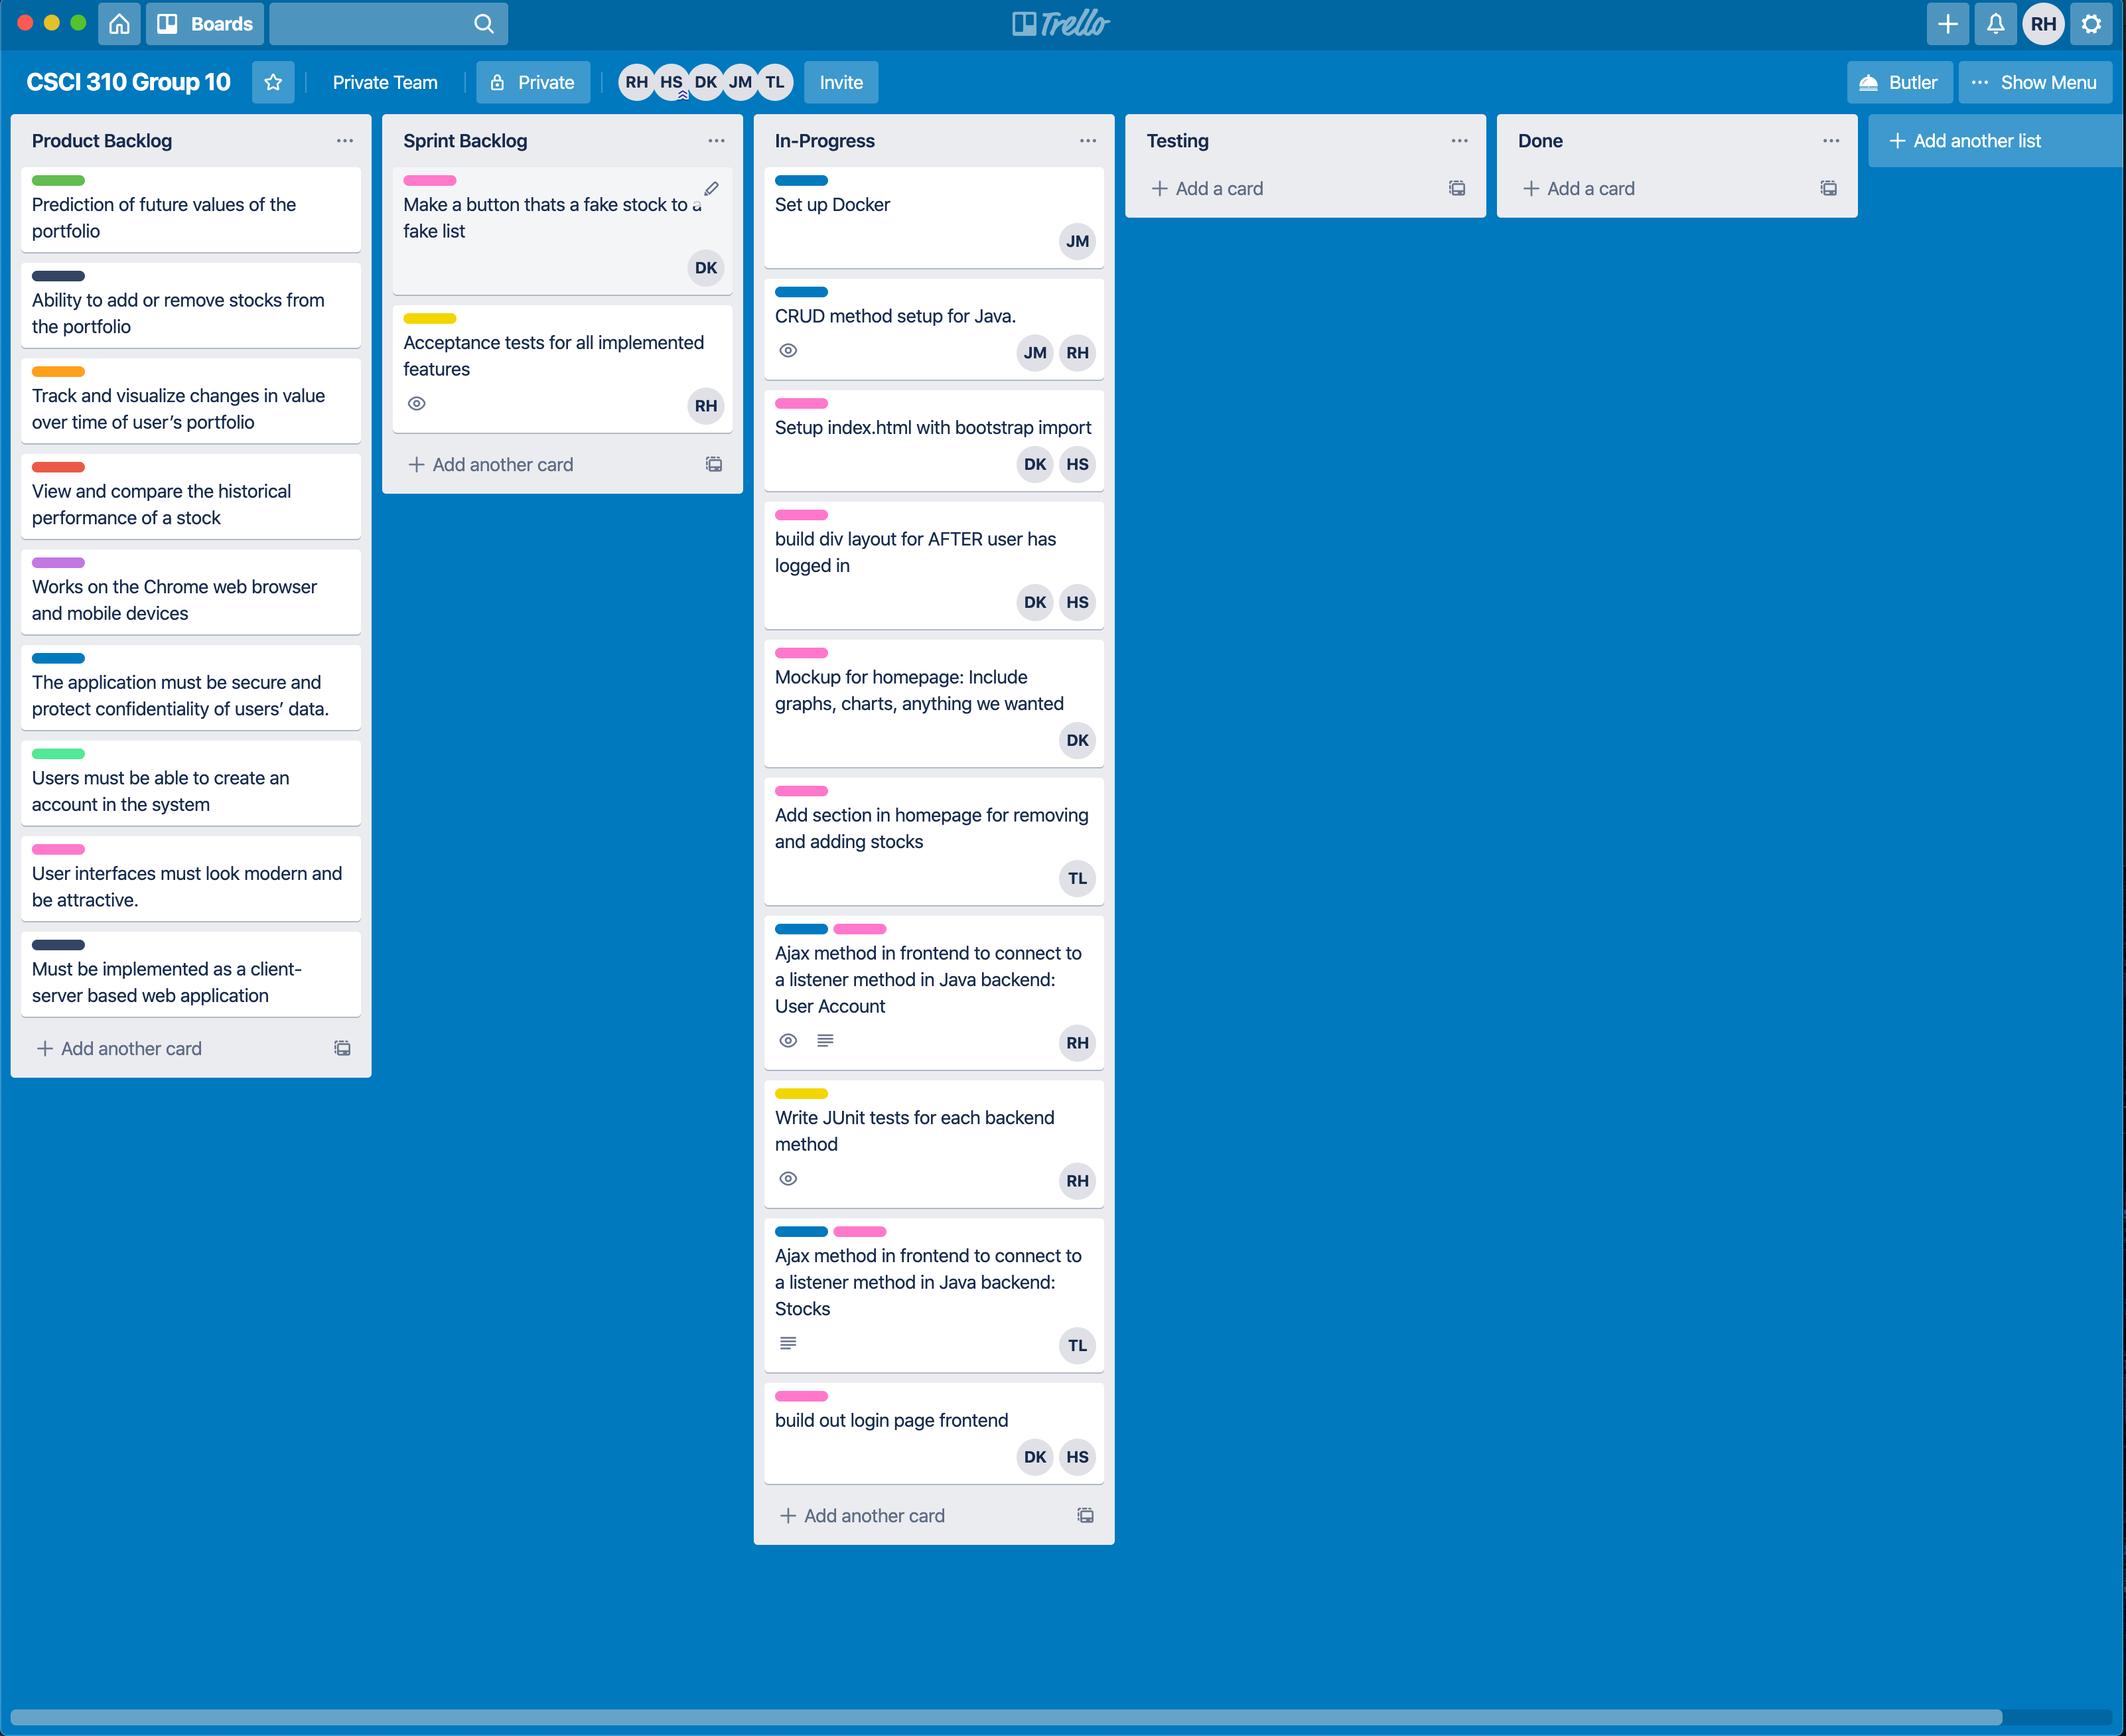 Boards
Trello
RH
CSCI 310 Group 10
Private Team
Private
RH HS DK JM TL
Invite
Butler
Show Menu
Product Backlog
Prediction of future values of the
portfolio
Ability to add or remove stocks from
the portfolio
Track and visualize changes in value
over time of user’s portfolio
View and compare the historical
performance of a stock
Works on the Chrome web browser
and mobile devices
The application must be secure and
protect confidentiality of users’ data.
Users must be able to create an
account in the system
User interfaces must look modern and
be attractive.
Must be implemented as a client-
server based web application
+ Add another card
Sprint Backlog
Make a button thats a fake stock to a
fake list
DK
Acceptance tests for all implemented
features
RH
+ Add another card
In-Progress
Set up Docker
JM
CRUD method setup for Java.
JM RH
Setup index.html with bootstrap import
DK HS
build div layout for AFTER user has
logged in
DK HS
Mockup for homepage: Include
graphs, charts, anything we wanted
DK
Add section in homepage for removing
and adding stocks
TL
Ajax method in frontend to connect to
a listener method in Java backend:
User Account
RH
Write JUnit tests for each backend
method
RH
Ajax method in frontend to connect to
a listener method in Java backend:
Stocks
TL
build out login page frontend
DK HS
+ Add another card
Testing
+ Add a card
Done
+ Add a card
+ Add another list